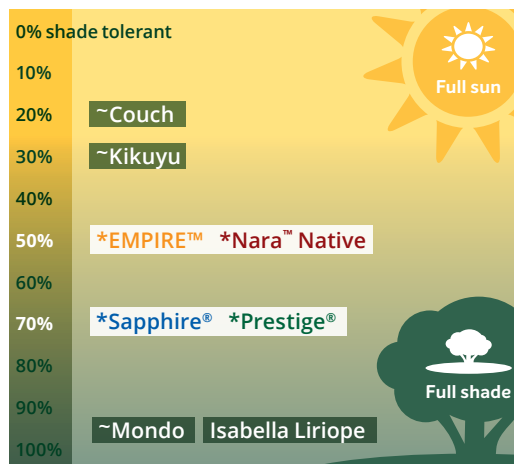 0% shade tolerant
10%
Full sun
20% ~Couch
30% ~Kikuyu
40%
50% *EMPIRE™ *Nara™ Native
60%
70% *Sapphire® *Prestige®
80%
Full shade
90%
~Mondo Isabella Liriope
100%